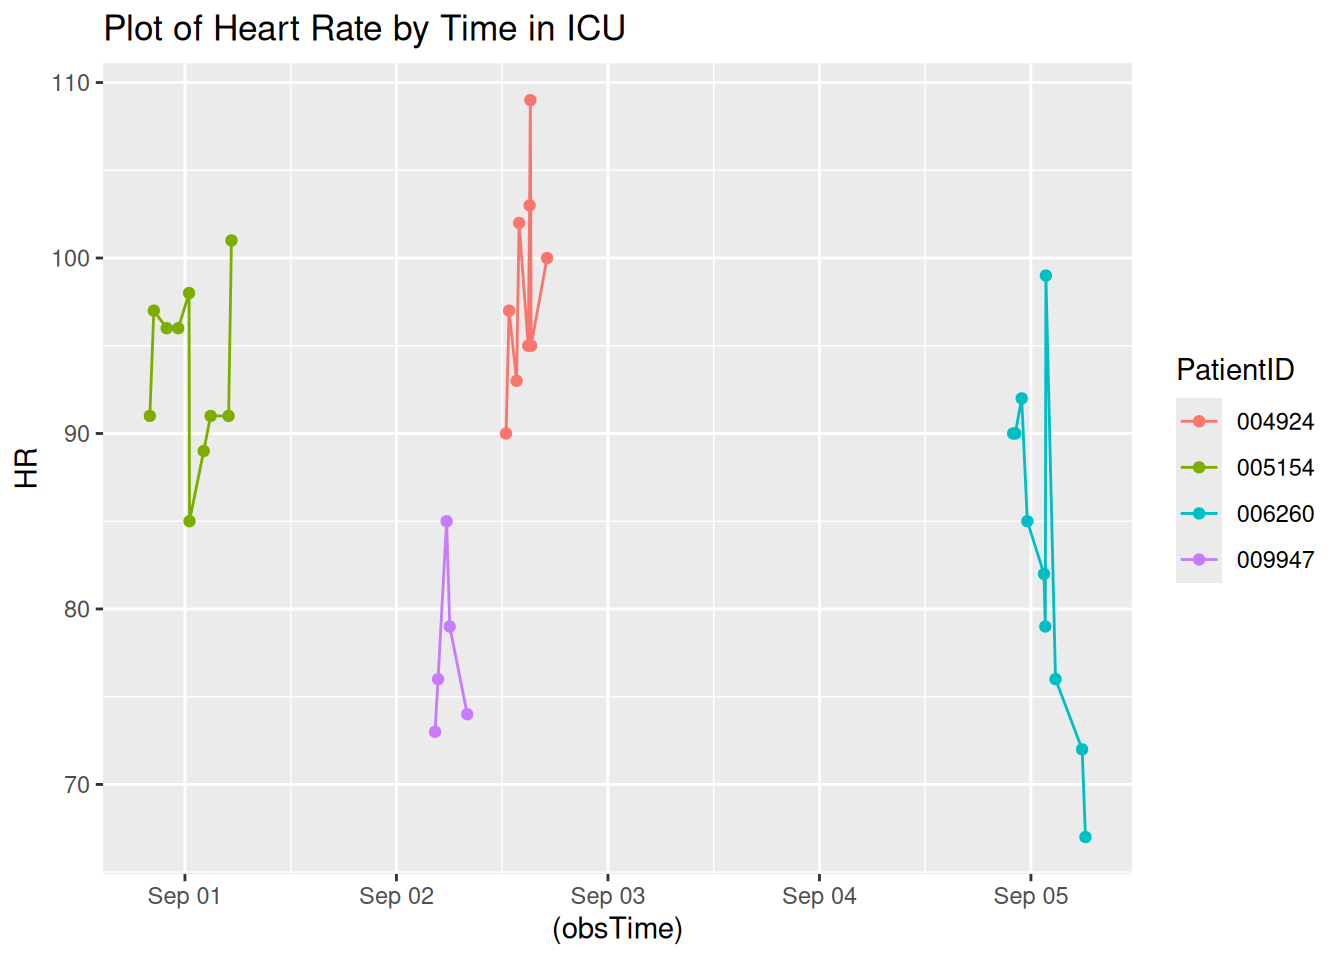 Plot of Heart Rate by Time in ICU
110
100
90
80
70
HR
Sep 01 Sep 02 Sep 03 Sep 04 Sep 05
(obsTime)
PatientID
004924
005154
006260
009947